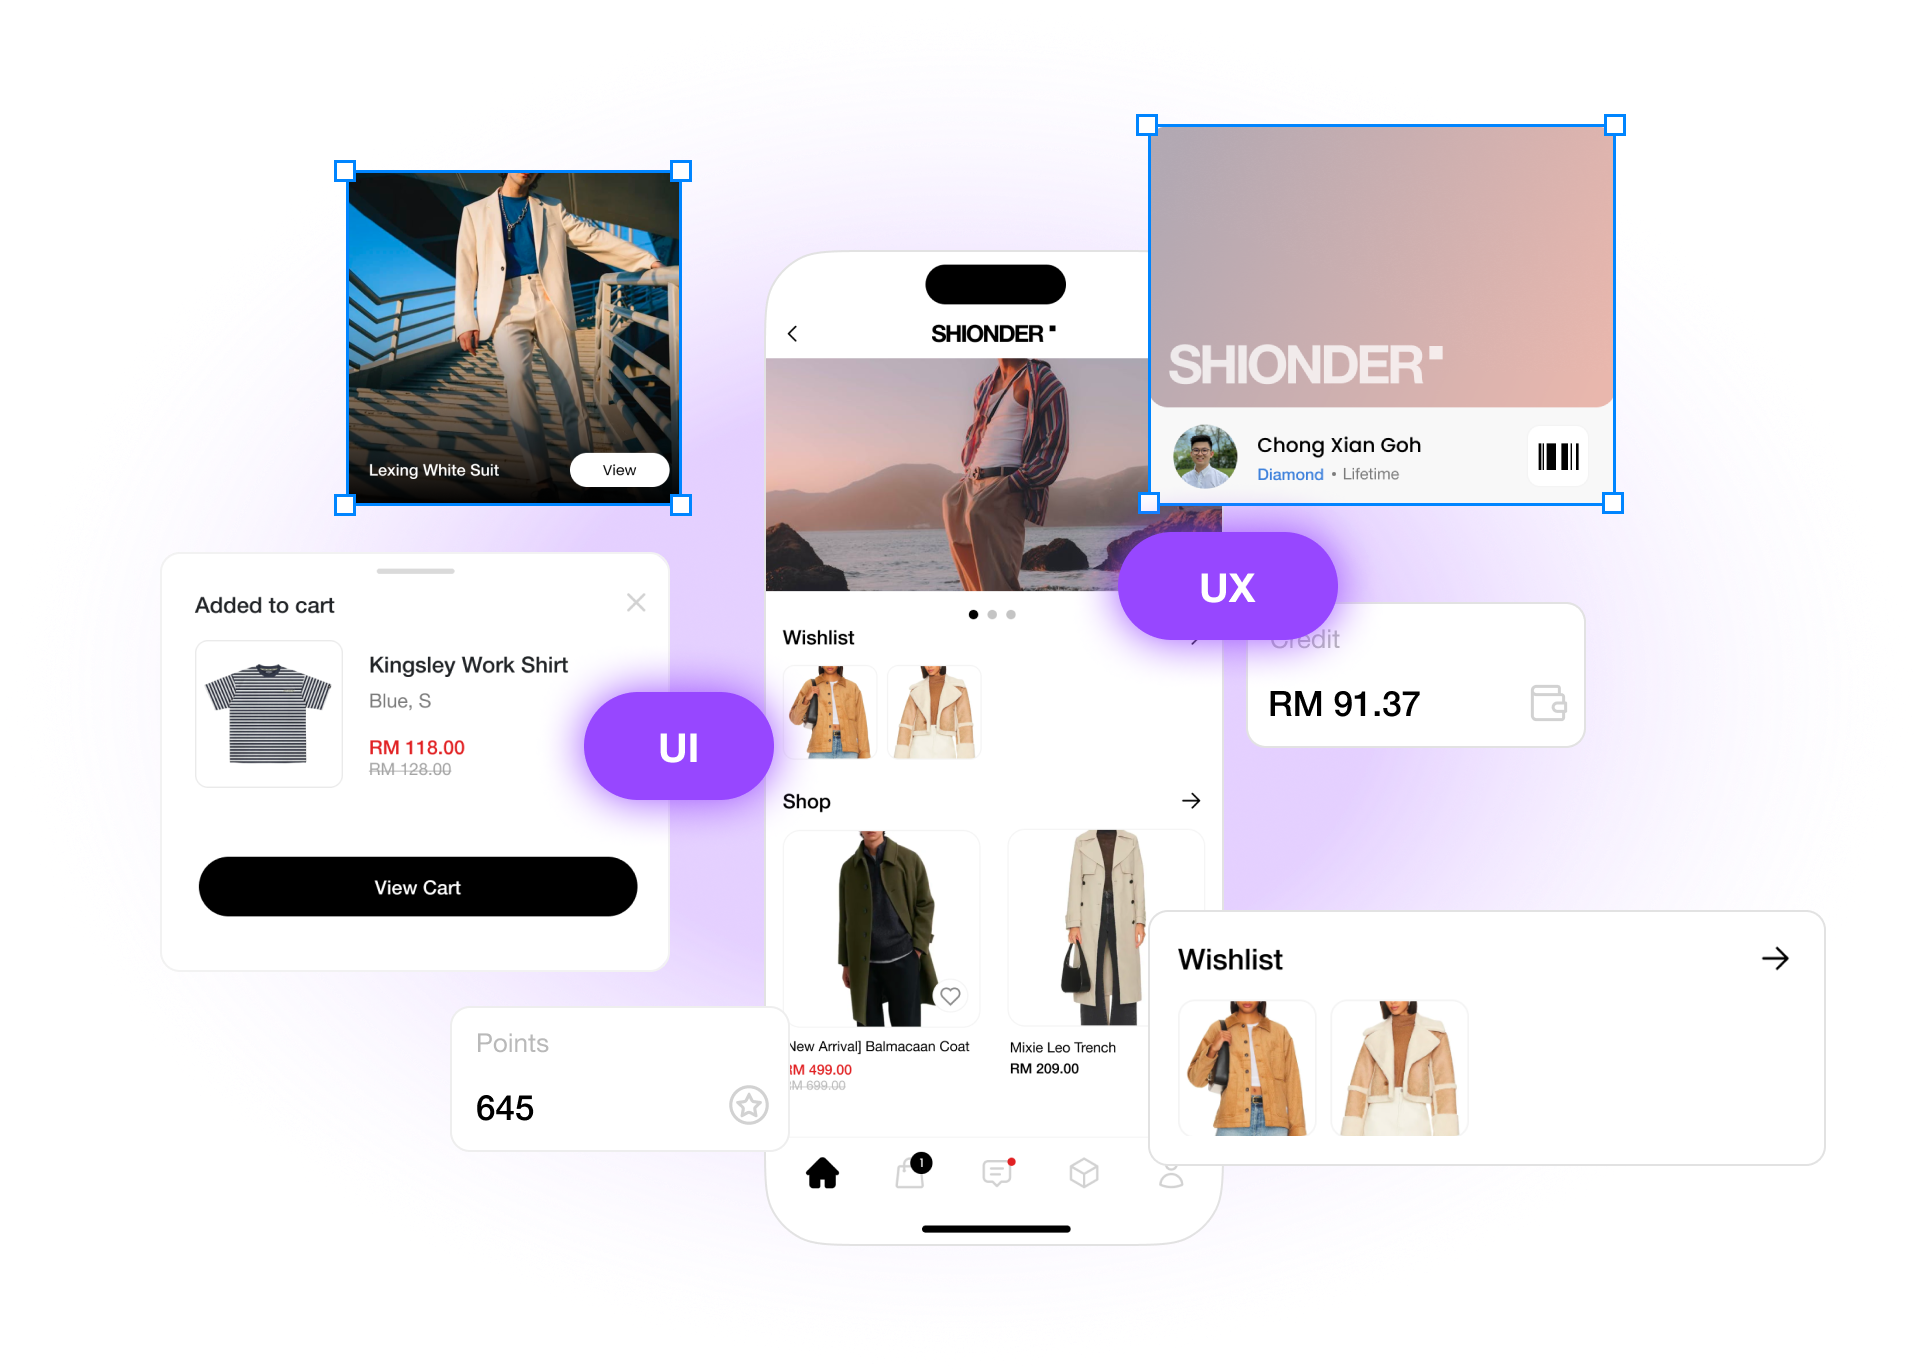 Lexing White Suit
View
SHIONDER
Chong Xian Goh
Diamond • Lifetime
SHIONDER
UX
Added to cart
Kingsley Work Shirt
Blue, S
RM 118.00
RM 128.00
View Cart
UI
Wishlist
Shop
New Arrival] Balmacaan Coat
RM 499.00
RM 699.00
Mixie Leo Trench
RM 209.00
1
Credit
RM 91.37
Wishlist
Points
645